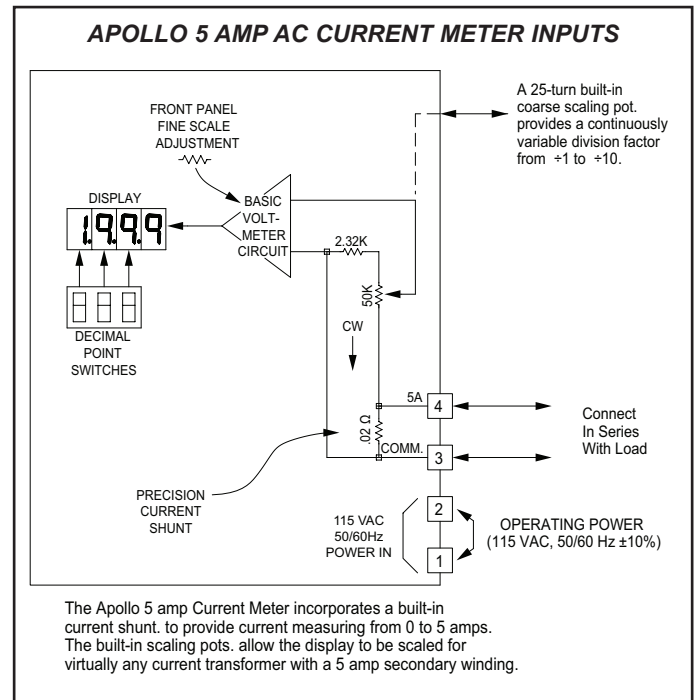 APOLLO 5 AMP AC CURRENT METER INPUTS
A 25-turn built-in
coarse scaling pot.
provides a continuously
variable division factor
from ÷1 to ÷10.
FRONT PANEL
FINE SCALE
ADJUSTMENT
DISPLAY
1.9.9.9
BASIC
VOLT-
METER
CIRCUIT
2.32K
50K
CW
DECIMAL
POINT
SWITCHES
5A
4
.02 Ω
COMM.
3
Connect
In Series
With Load
PRECISION
CURRENT
SHUNT
115 VAC
50/60Hz
POWER IN
2
1
OPERATING POWER
(115 VAC, 50/60 Hz ±10%)
The Apollo 5 amp Current Meter incorporates a built-in
current shunt. to provide current measuring from 0 to 5 amps.
The built-in scaling pots. allow the display to be scaled for
virtually any current transformer with a 5 amp secondary winding.